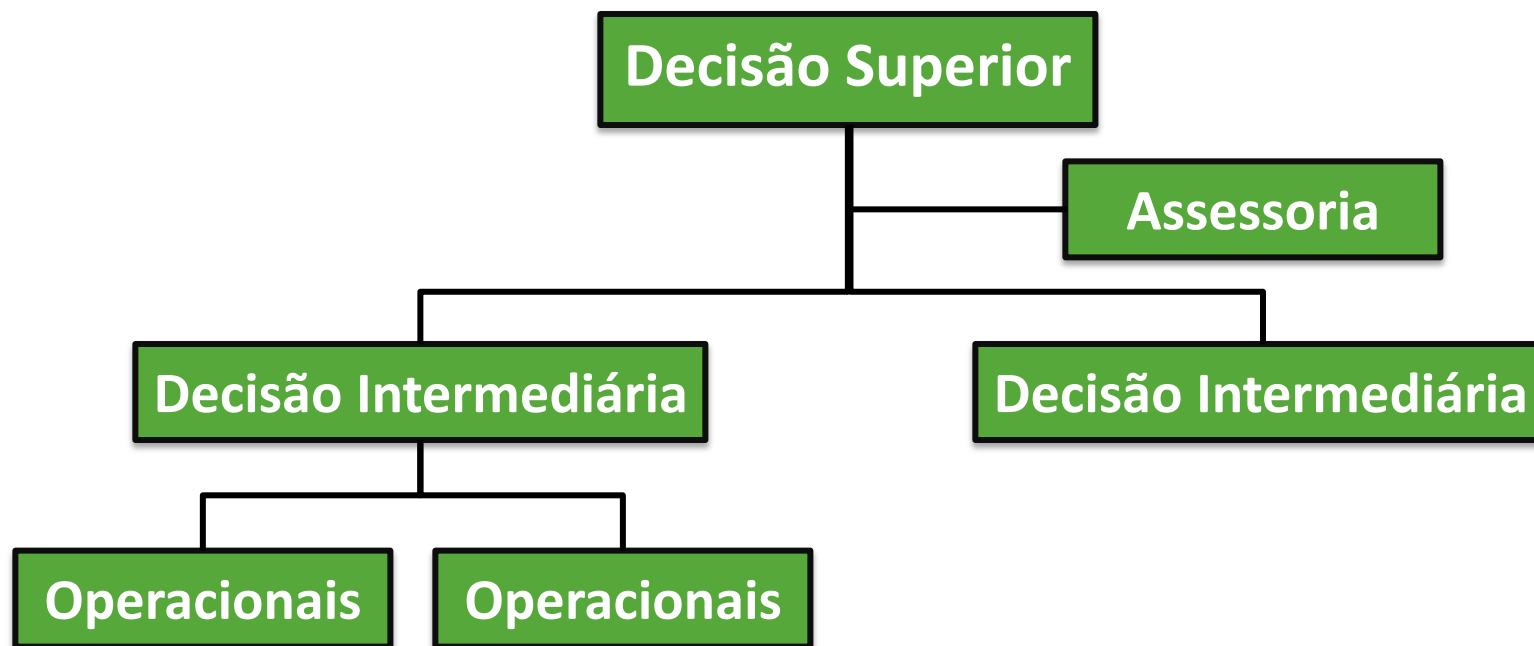 Decisão Superior
Assessoria
Decisão Intermediária
Decisão Intermediária
Operacionais
Operacionais